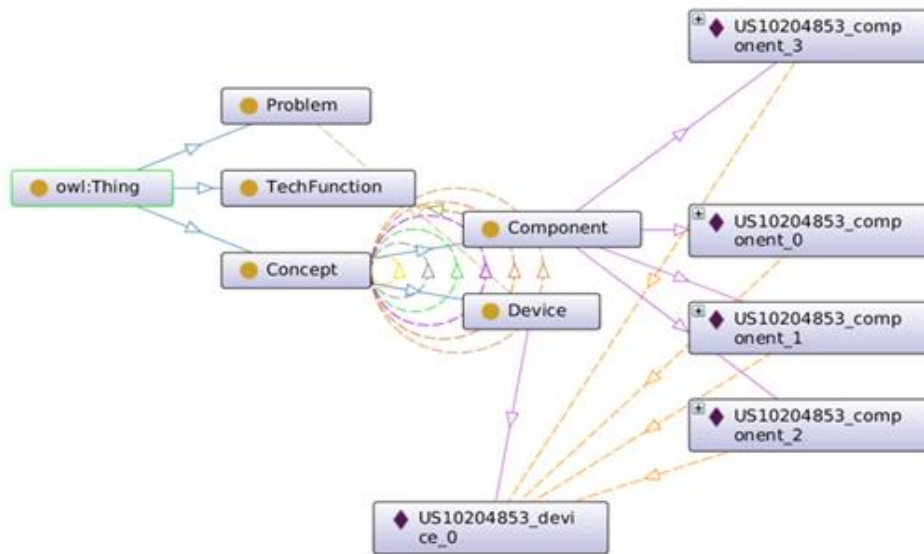 US10204853_comp
onent_3
Problem
owl:Thing
TechFunction
Component
US10204853_comp
onent_0
Concept
Device
US10204853_comp
onent_1
US10204853_comp
onent_2
US10204853_devi
ce_0